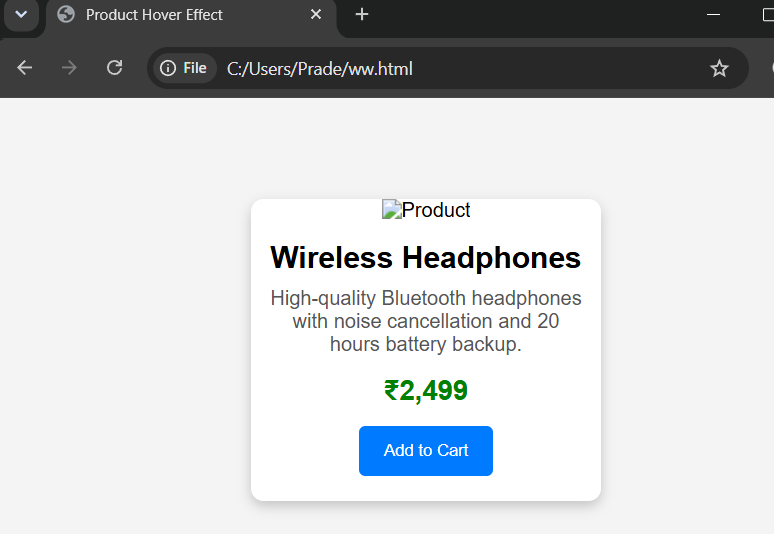 Product Hover Effect
File C:/Users/Prade/ww.html
Product
Wireless Headphones
High-quality Bluetooth headphones
with noise cancellation and 20
hours battery backup.
₹2,499
Add to Cart